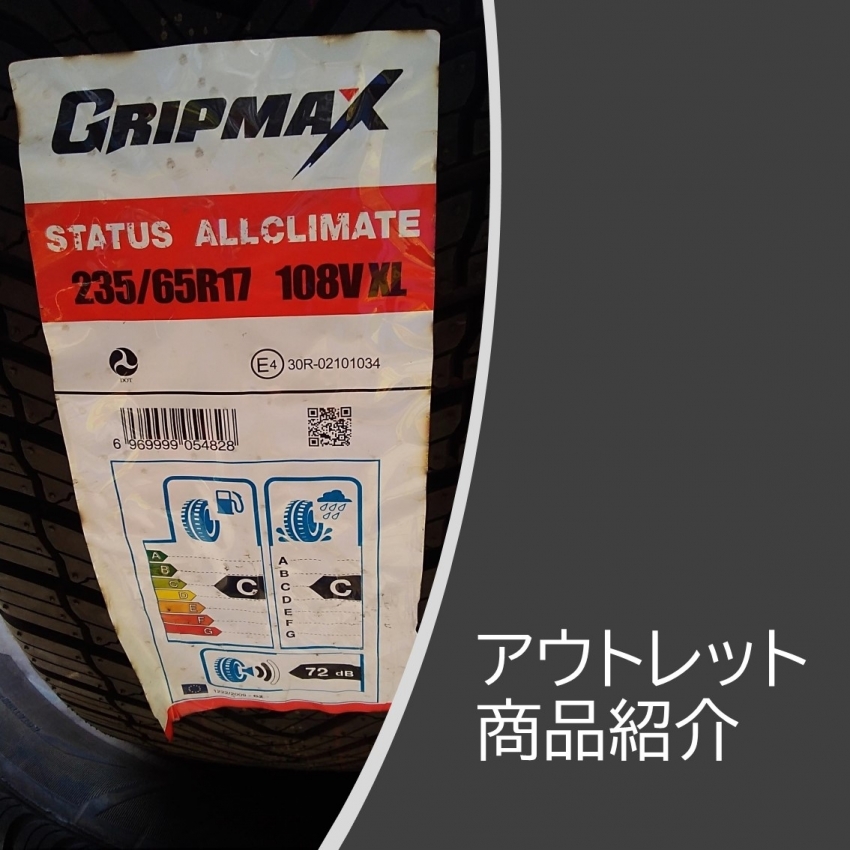 GRIPMAX
STATUS ALLCLIMATE
235/65R17 108V XL
DOT
E4 30R-02101034
6 969999 054828
A
B
C
D
E
F
G
C
A
B
C
D
E
F
G
C
72 dB
アウトレット
商品紹介